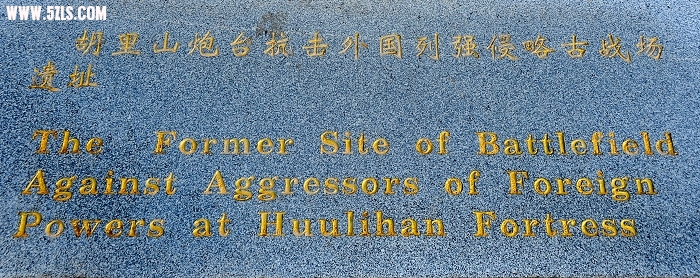 WWW.5ZLS.COM
胡里山炮台抗击外国列强侵略古战场
遗址
The Former Site of Battlefield
Against Aggressors of Foreign
Powers at Huulihan Fortress